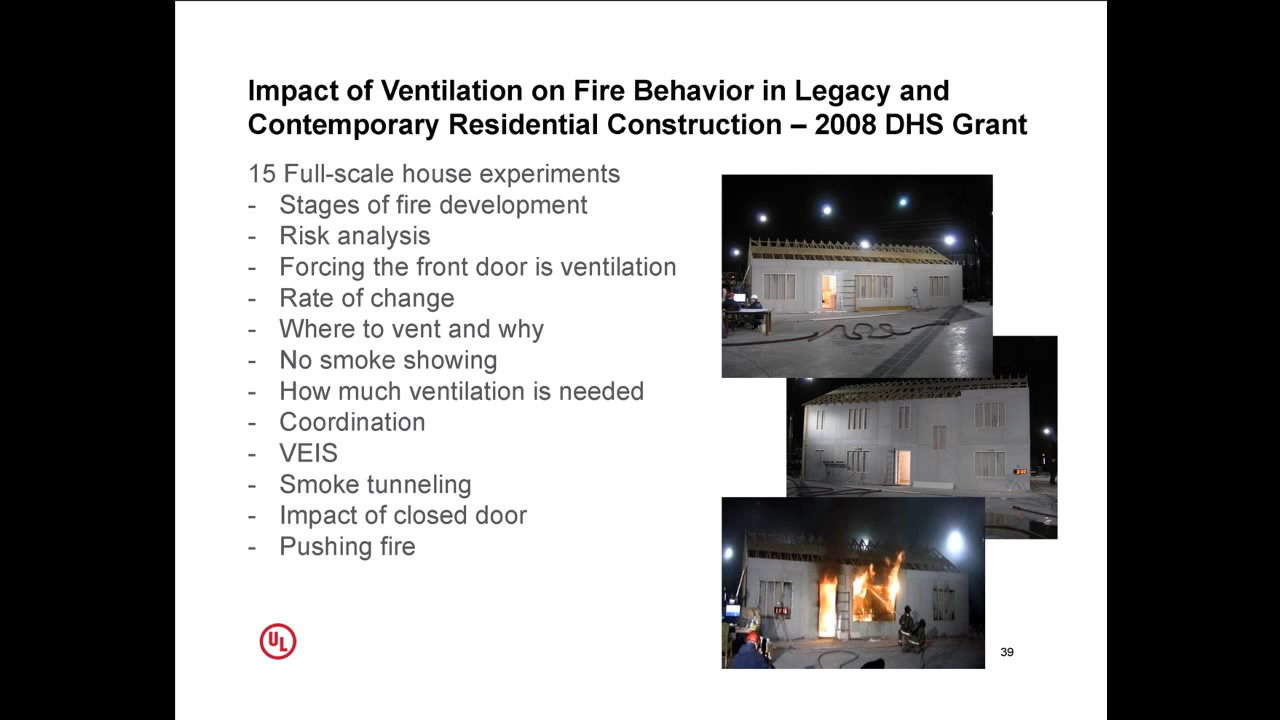 Impact of Ventilation on Fire Behavior in Legacy and
Contemporary Residential Construction – 2008 DHS Grant
15 Full-scale house experiments
- Stages of fire development
- Risk analysis
- Forcing the front door is ventilation
- Rate of change
- Where to vent and why
- No smoke showing
- How much ventilation is needed
- Coordination
- VEIS
- Smoke tunneling
- Impact of closed door
- Pushing fire
UL
39